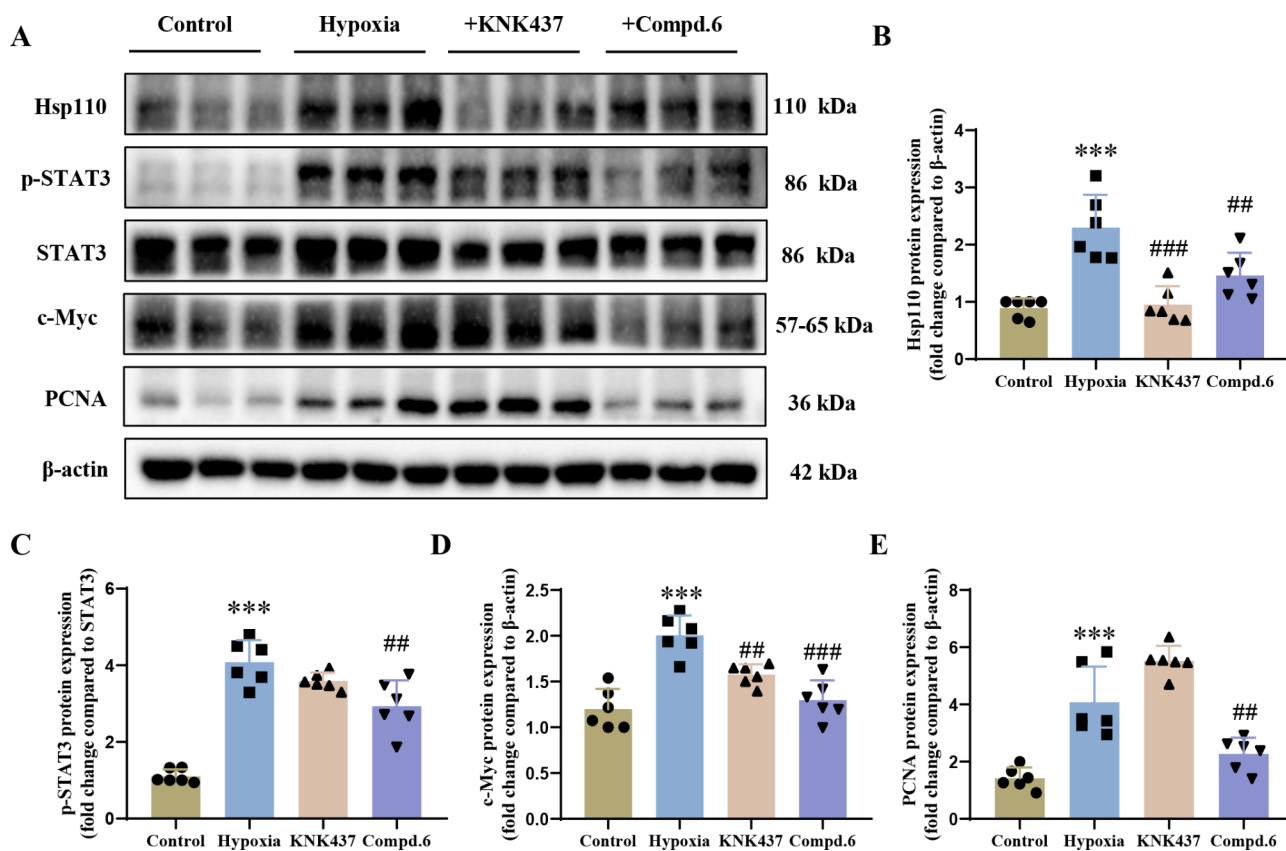 A
Control Hypoxia +KNK437 +Compd.6
Hsp110 110 kDa
p-STAT3 86 kDa
STAT3 86 kDa
c-Myc 57-65 kDa
PCNA 36 kDa
β-actin 42 kDa
B
Hsp110 protein expression
(fold change compared to β-actin)
4
3
2
1
0
***
###
##
Control Hypoxia KNK437 Compd.6
C
p-STAT3 protein expression
(fold change compared to STAT3)
6
4
2
0
***
##
Control Hypoxia KNK437 Compd.6
D
c-Myc protein expression
(fold change compared to β-actin)
2.5
2.0
1.5
1.0
0.5
0.0
***
##
###
Control Hypoxia KNK437 Compd.6
E
PCNA protein expression
(fold change compared to β-actin)
8
6
4
2
0
***
##
Control Hypoxia KNK437 Compd.6